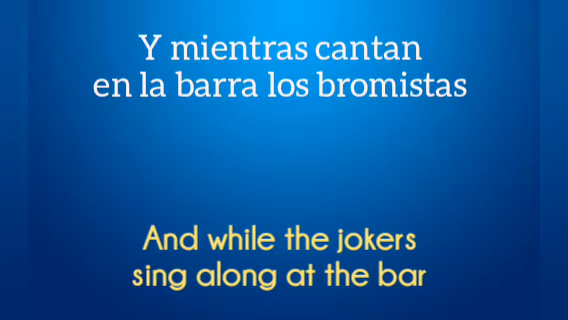 Y mientras cantan
en la barra los bromistas
And while the jokers
sing along at the bar